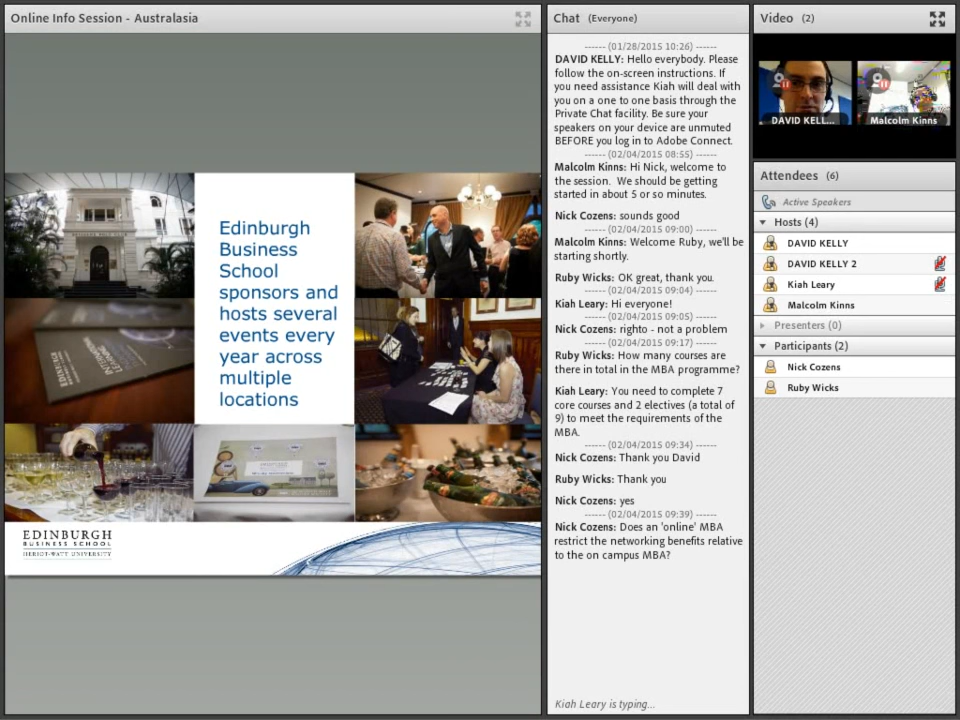 Online Info Session - Australasia
Edinburgh
Business
School
sponsors and
hosts several
events every
year across
multiple
locations
EDINBURGH
BUSINESS SCHOOL
HERIOT-WATT UNIVERSITY
Chat (Everyone)
------ (01/28/2015 10:26) ------
DAVID KELLY: Hello everybody. Please
follow the on-screen instructions. If
you need assistance Kiah will deal with
you on a one to one basis through the
Private Chat facility. Be sure your
speakers on your device are unmuted
BEFORE you log in to Adobe Connect.
------ (02/04/2015 08:55) ------
Malcolm Kinns: Hi Nick, welcome to
the session. We should be getting
started in about 5 or so minutes.
Nick Cozens: sounds good
------ (02/04/2015 09:00) ------
Malcolm Kinns: Welcome Ruby, we'll be
starting shortly.
Ruby Wicks: OK great, thank you.
------ (02/04/2015 09:04) ------
Kiah Leary: Hi everyone!
------ (02/04/2015 09:05) ------
Nick Cozens: righto - not a problem
------ (02/04/2015 09:17) ------
Ruby Wicks: How many courses are
there in total in the MBA programme?
Kiah Leary: You need to complete 7
core courses and 2 electives (a total of
9) to meet the requirements of the
MBA.
------ (02/04/2015 09:34) ------
Nick Cozens: Thank you David
Ruby Wicks: Thank you
Nick Cozens: yes
------ (02/04/2015 09:39) ------
Nick Cozens: Does an 'online' MBA
restrict the networking benefits relative
to the on campus MBA?
Kiah Leary is typing...
Video (2)
DAVID KELL...
Malcolm Kinns
Attendees (6)
Active Speakers
Hosts (4)
DAVID KELLY
DAVID KELLY 2
Kiah Leary
Malcolm Kinns
Presenters (0)
Participants (2)
Nick Cozens
Ruby Wicks